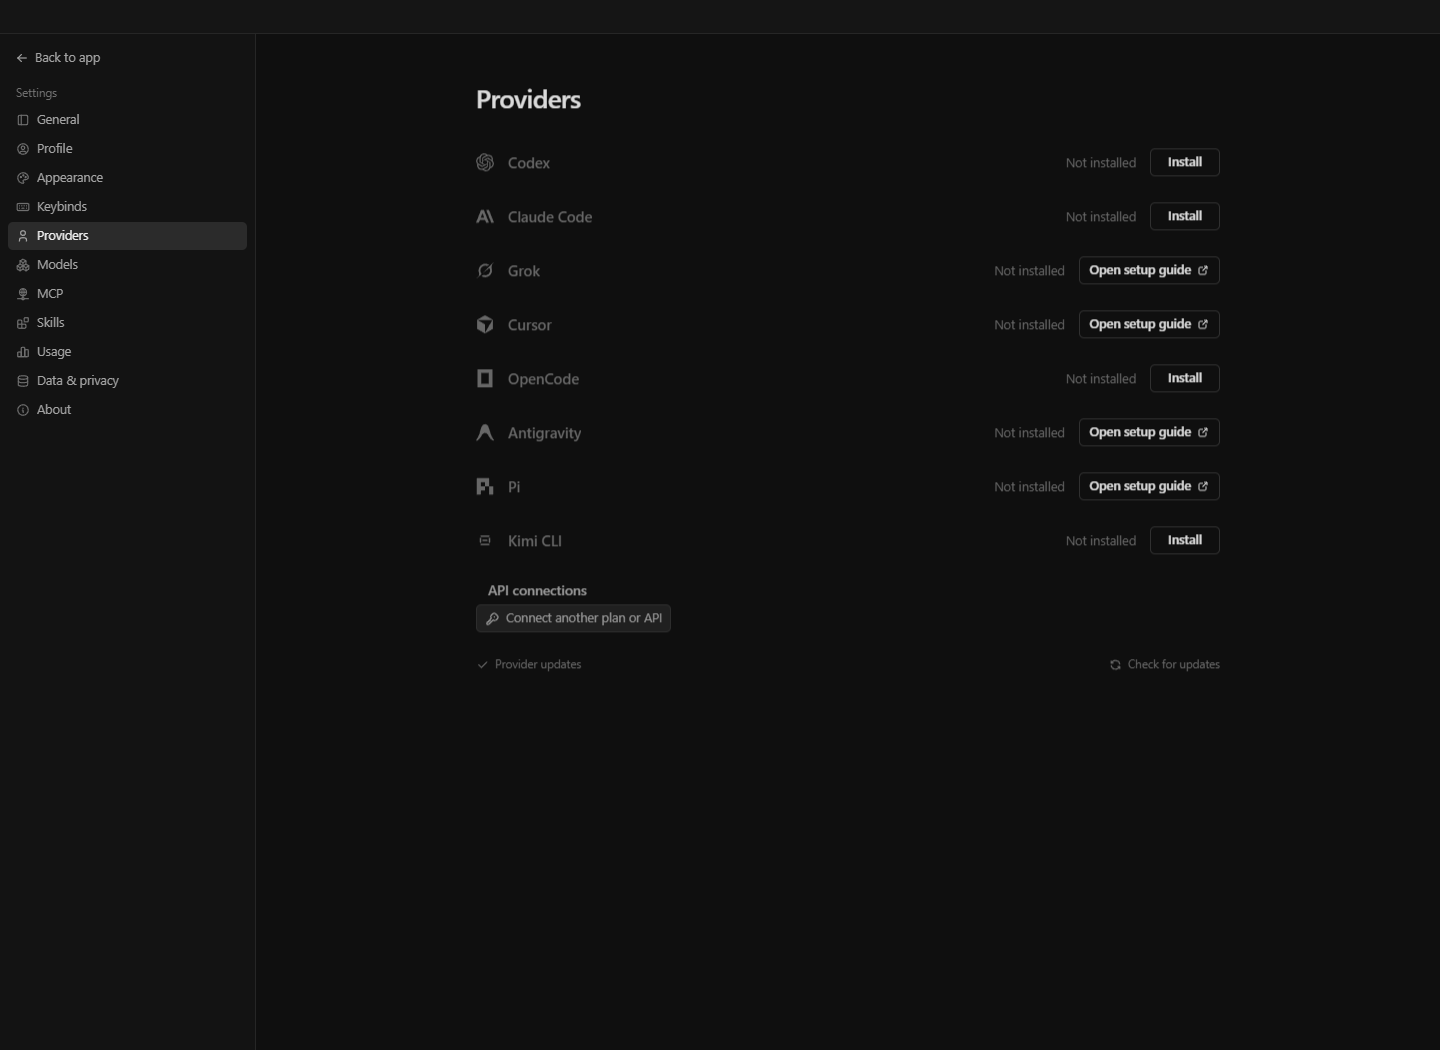 Back to app
Settings
General
Profile
Appearance
Keybinds
Providers
Models
MCP
Skills
Usage
Data & privacy
About
Providers
Codex Not installed Install
Claude Code Not installed Install
Grok Not installed Open setup guide
Cursor Not installed Open setup guide
OpenCode Not installed Install
Antigravity Not installed Open setup guide
Pi Not installed Open setup guide
Kimi CLI Not installed Install
API connections
Connect another plan or API
Provider updates Check for updates